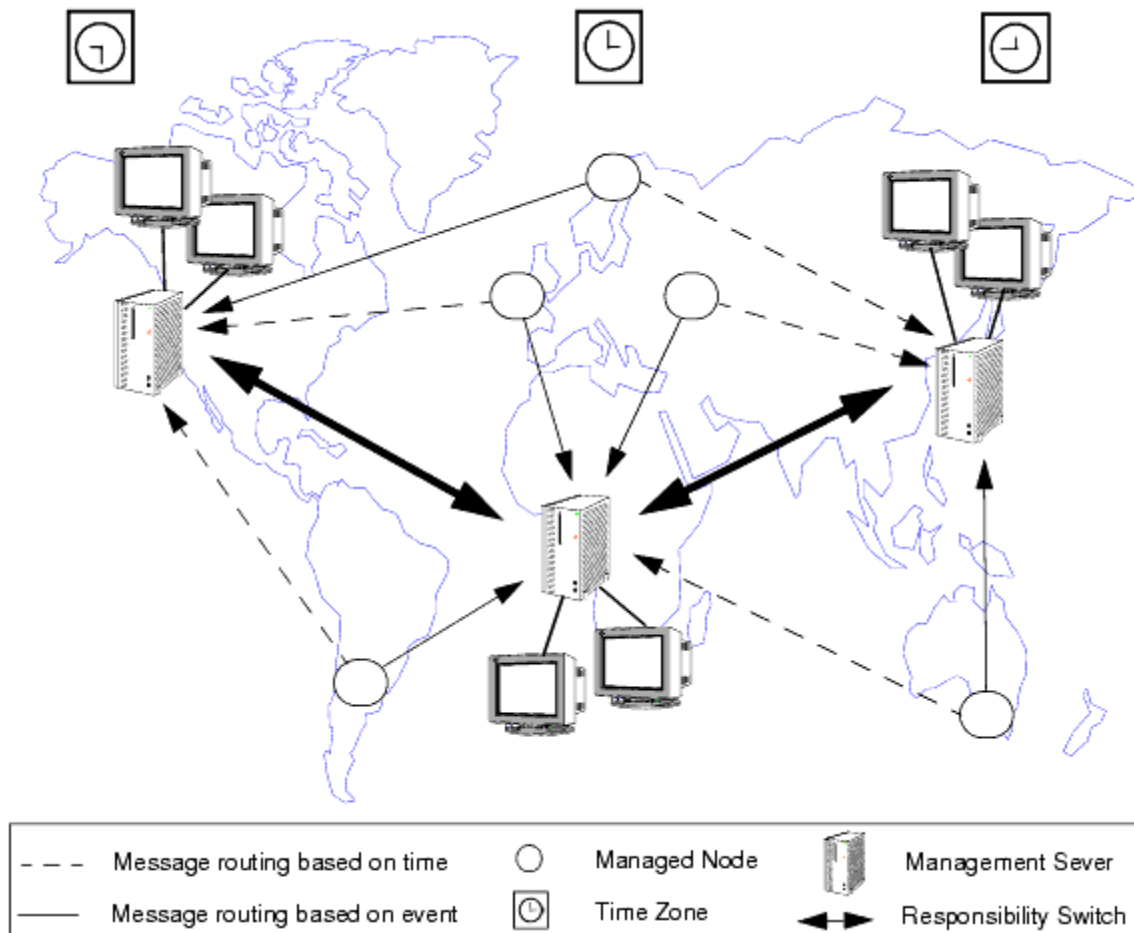 Message routing based on time
Managed Node
Management Sever
Message routing based on event
Time Zone
Responsibility Switch